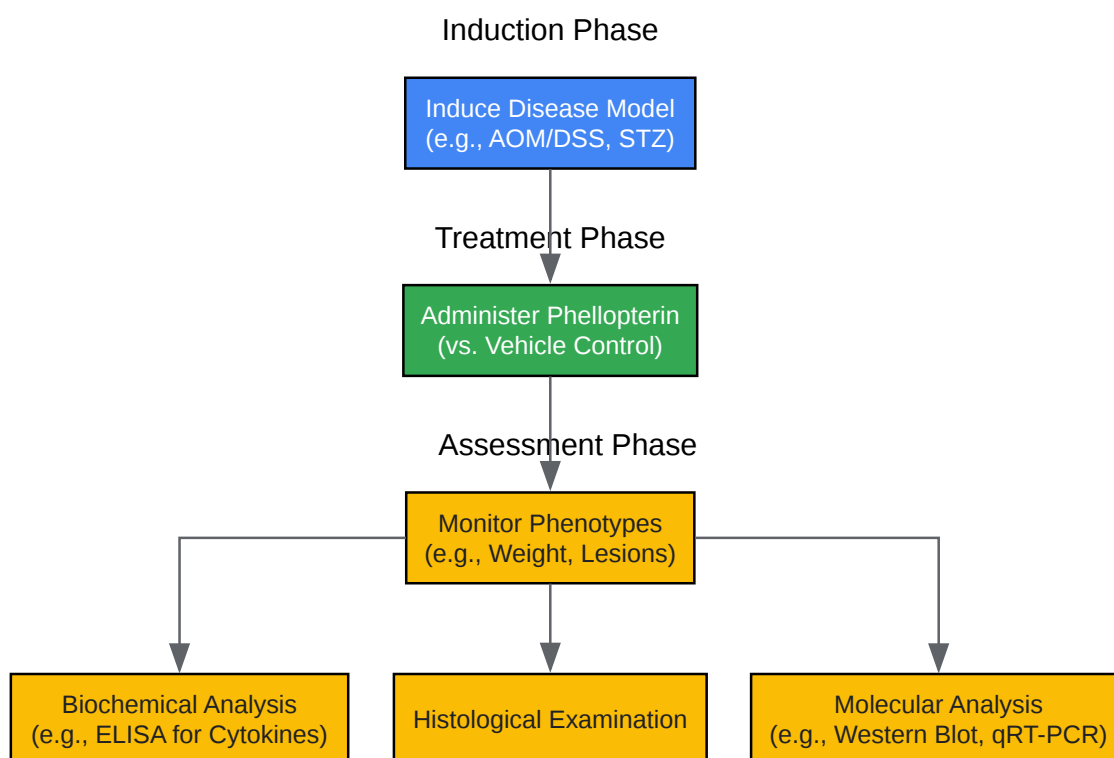 Induction Phase
Induce Disease Model
(e.g., AOM/DSS, STZ)
Treatment Phase
Administer Phellopterin
(vs. Vehicle Control)
Assessment Phase
Monitor Phenotypes
(e.g., Weight, Lesions)
Biochemical Analysis
(e.g., ELISA for Cytokines)
Histological Examination
Molecular Analysis
(e.g., Western Blot, qRT-PCR)